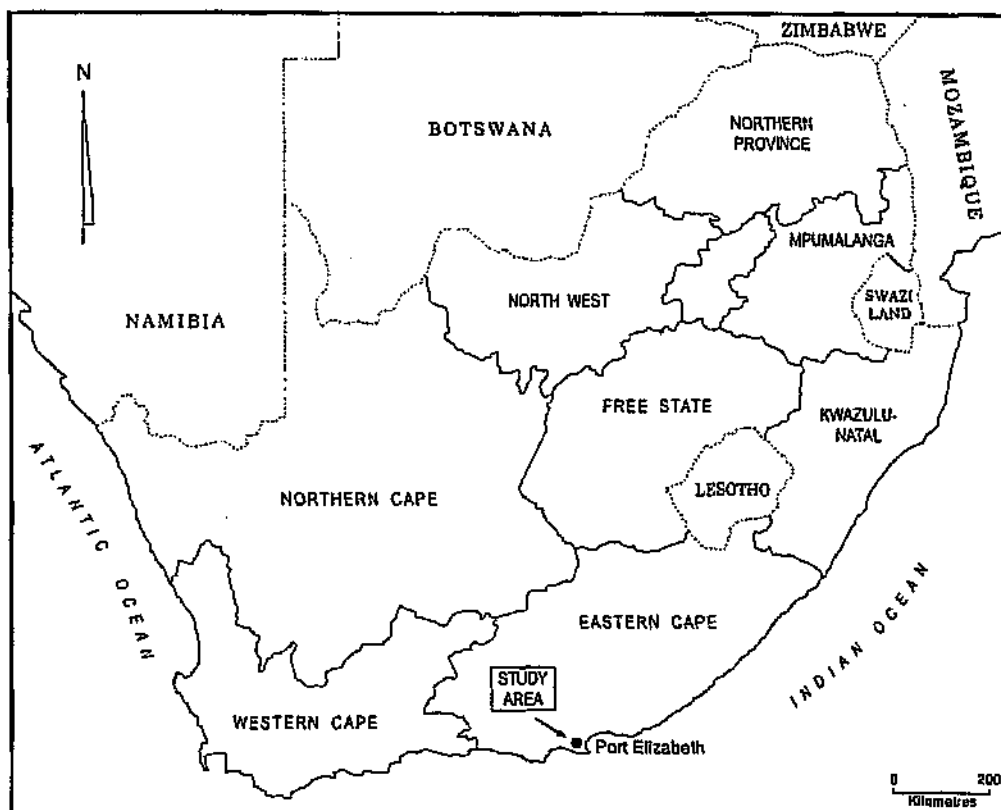 ZIMBABWE
N
MOZAMBIQUE
BOTSWANA
NORTHERN
PROVINCE
MPUMALANGA
NORTH WEST
SWAZI
LAND
NAMIBIA
FREE STATE
KWAZULU-
NATAL
LESOTHO
NORTHERN CAPE
ATLANTIC OCEAN
EASTERN CAPE
INDIAN OCEAN
STUDY
AREA
WESTERN CAPE
Port Elizabeth
0 200
Kilometres